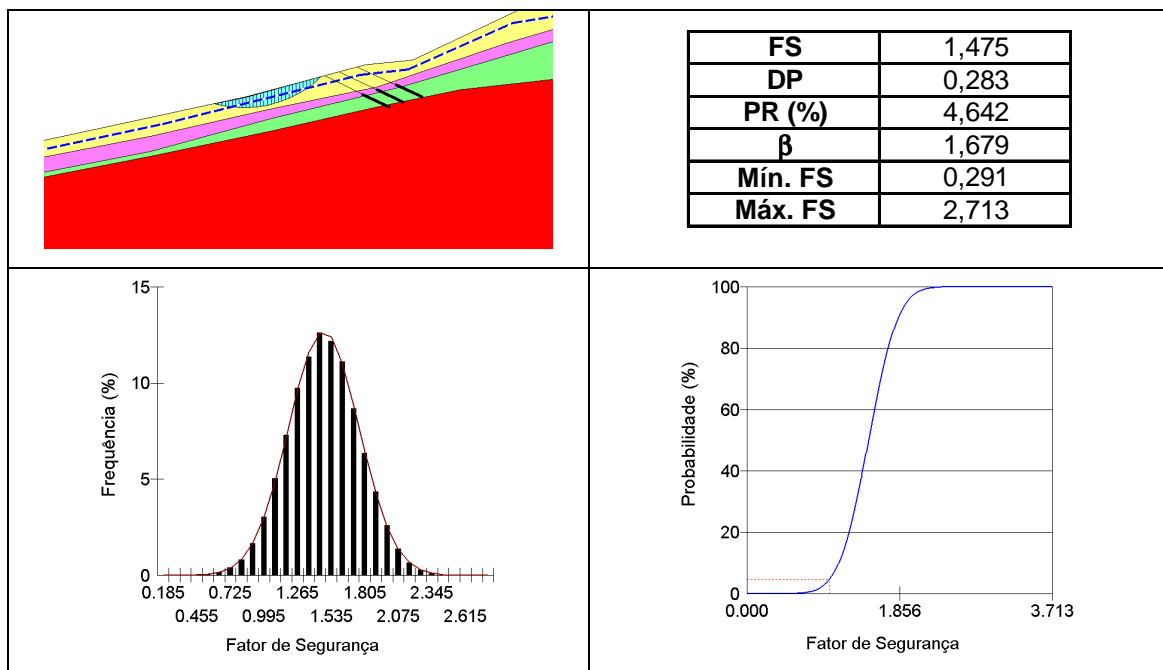 FS 1,475
DP 0,283
PR (%) 4,642
β 1,679
Mín. FS 0,291
Máx. FS 2,713
15
10
5
0
Frequência (%)
0.185 0.725 1.265 1.805 2.345
0.455 0.995 1.535 2.075 2.615
Fator de Segurança
100
80
60
40
20
0
Probabilidade (%)
0.000 1.856 3.713
Fator de Segurança